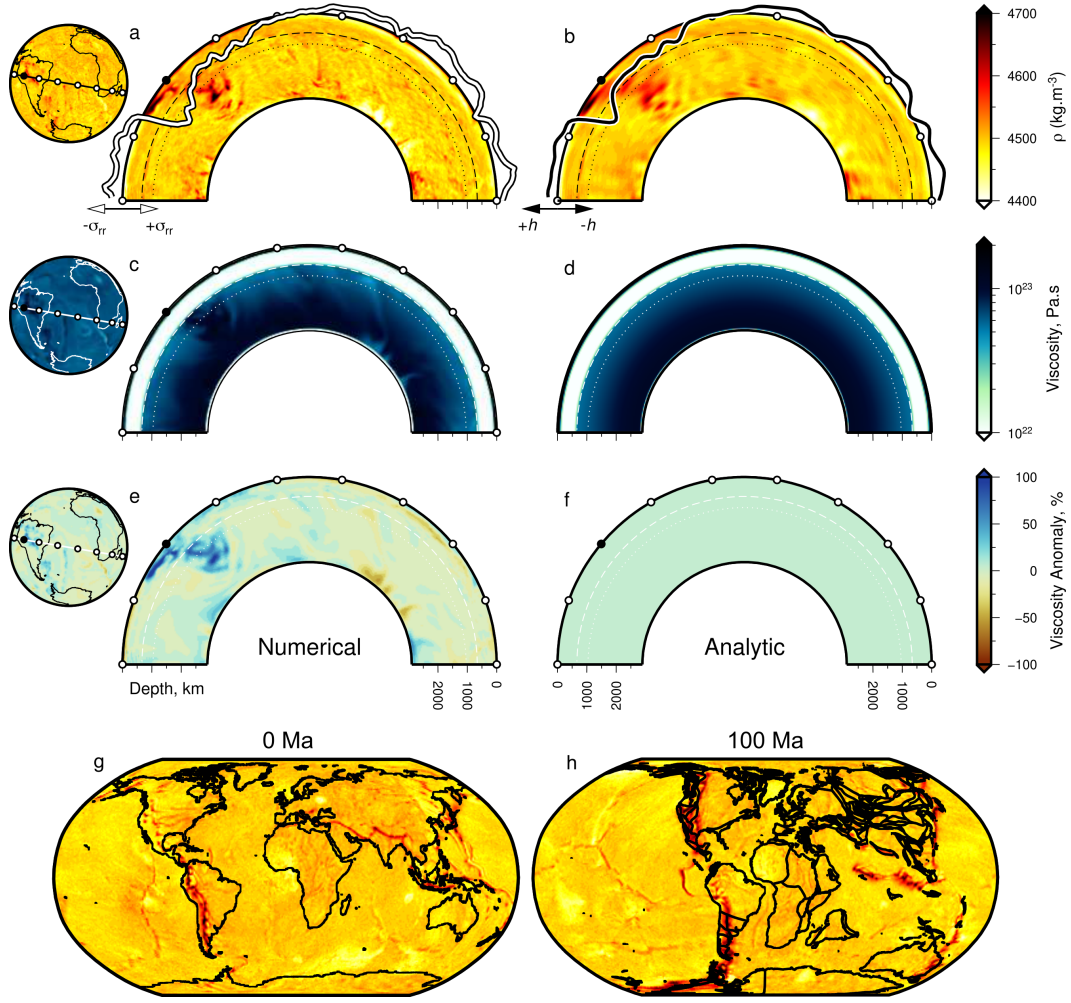 a
b
4700
4600
4500
4400
ρ (kg.m⁻³)
-σrr
+σrr
+h
-h
c
d
10²³
10²²
Viscosity, Pa.s
e
f
100
50
0
−50
−100
Viscosity Anomaly, %
Numerical
Analytic
Depth, km
2000
1000
0
0
1000
2000
2000
1000
0
0 Ma
100 Ma
g
h